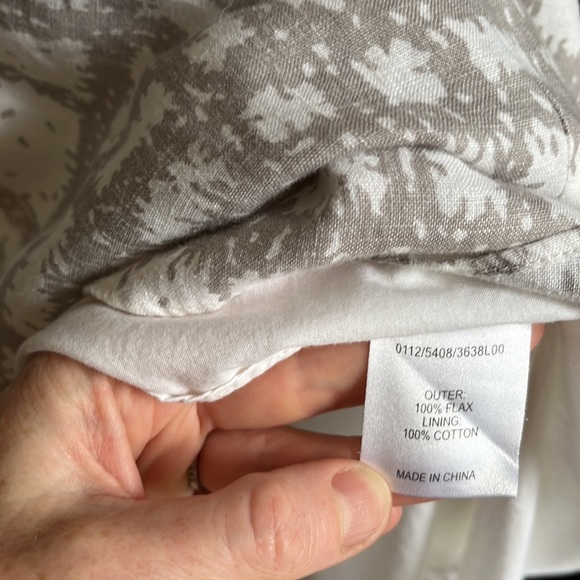 0112/5408/3638L00
OUTER:
100% FLAX
LINING:
100% COTTON
MADE IN CHINA